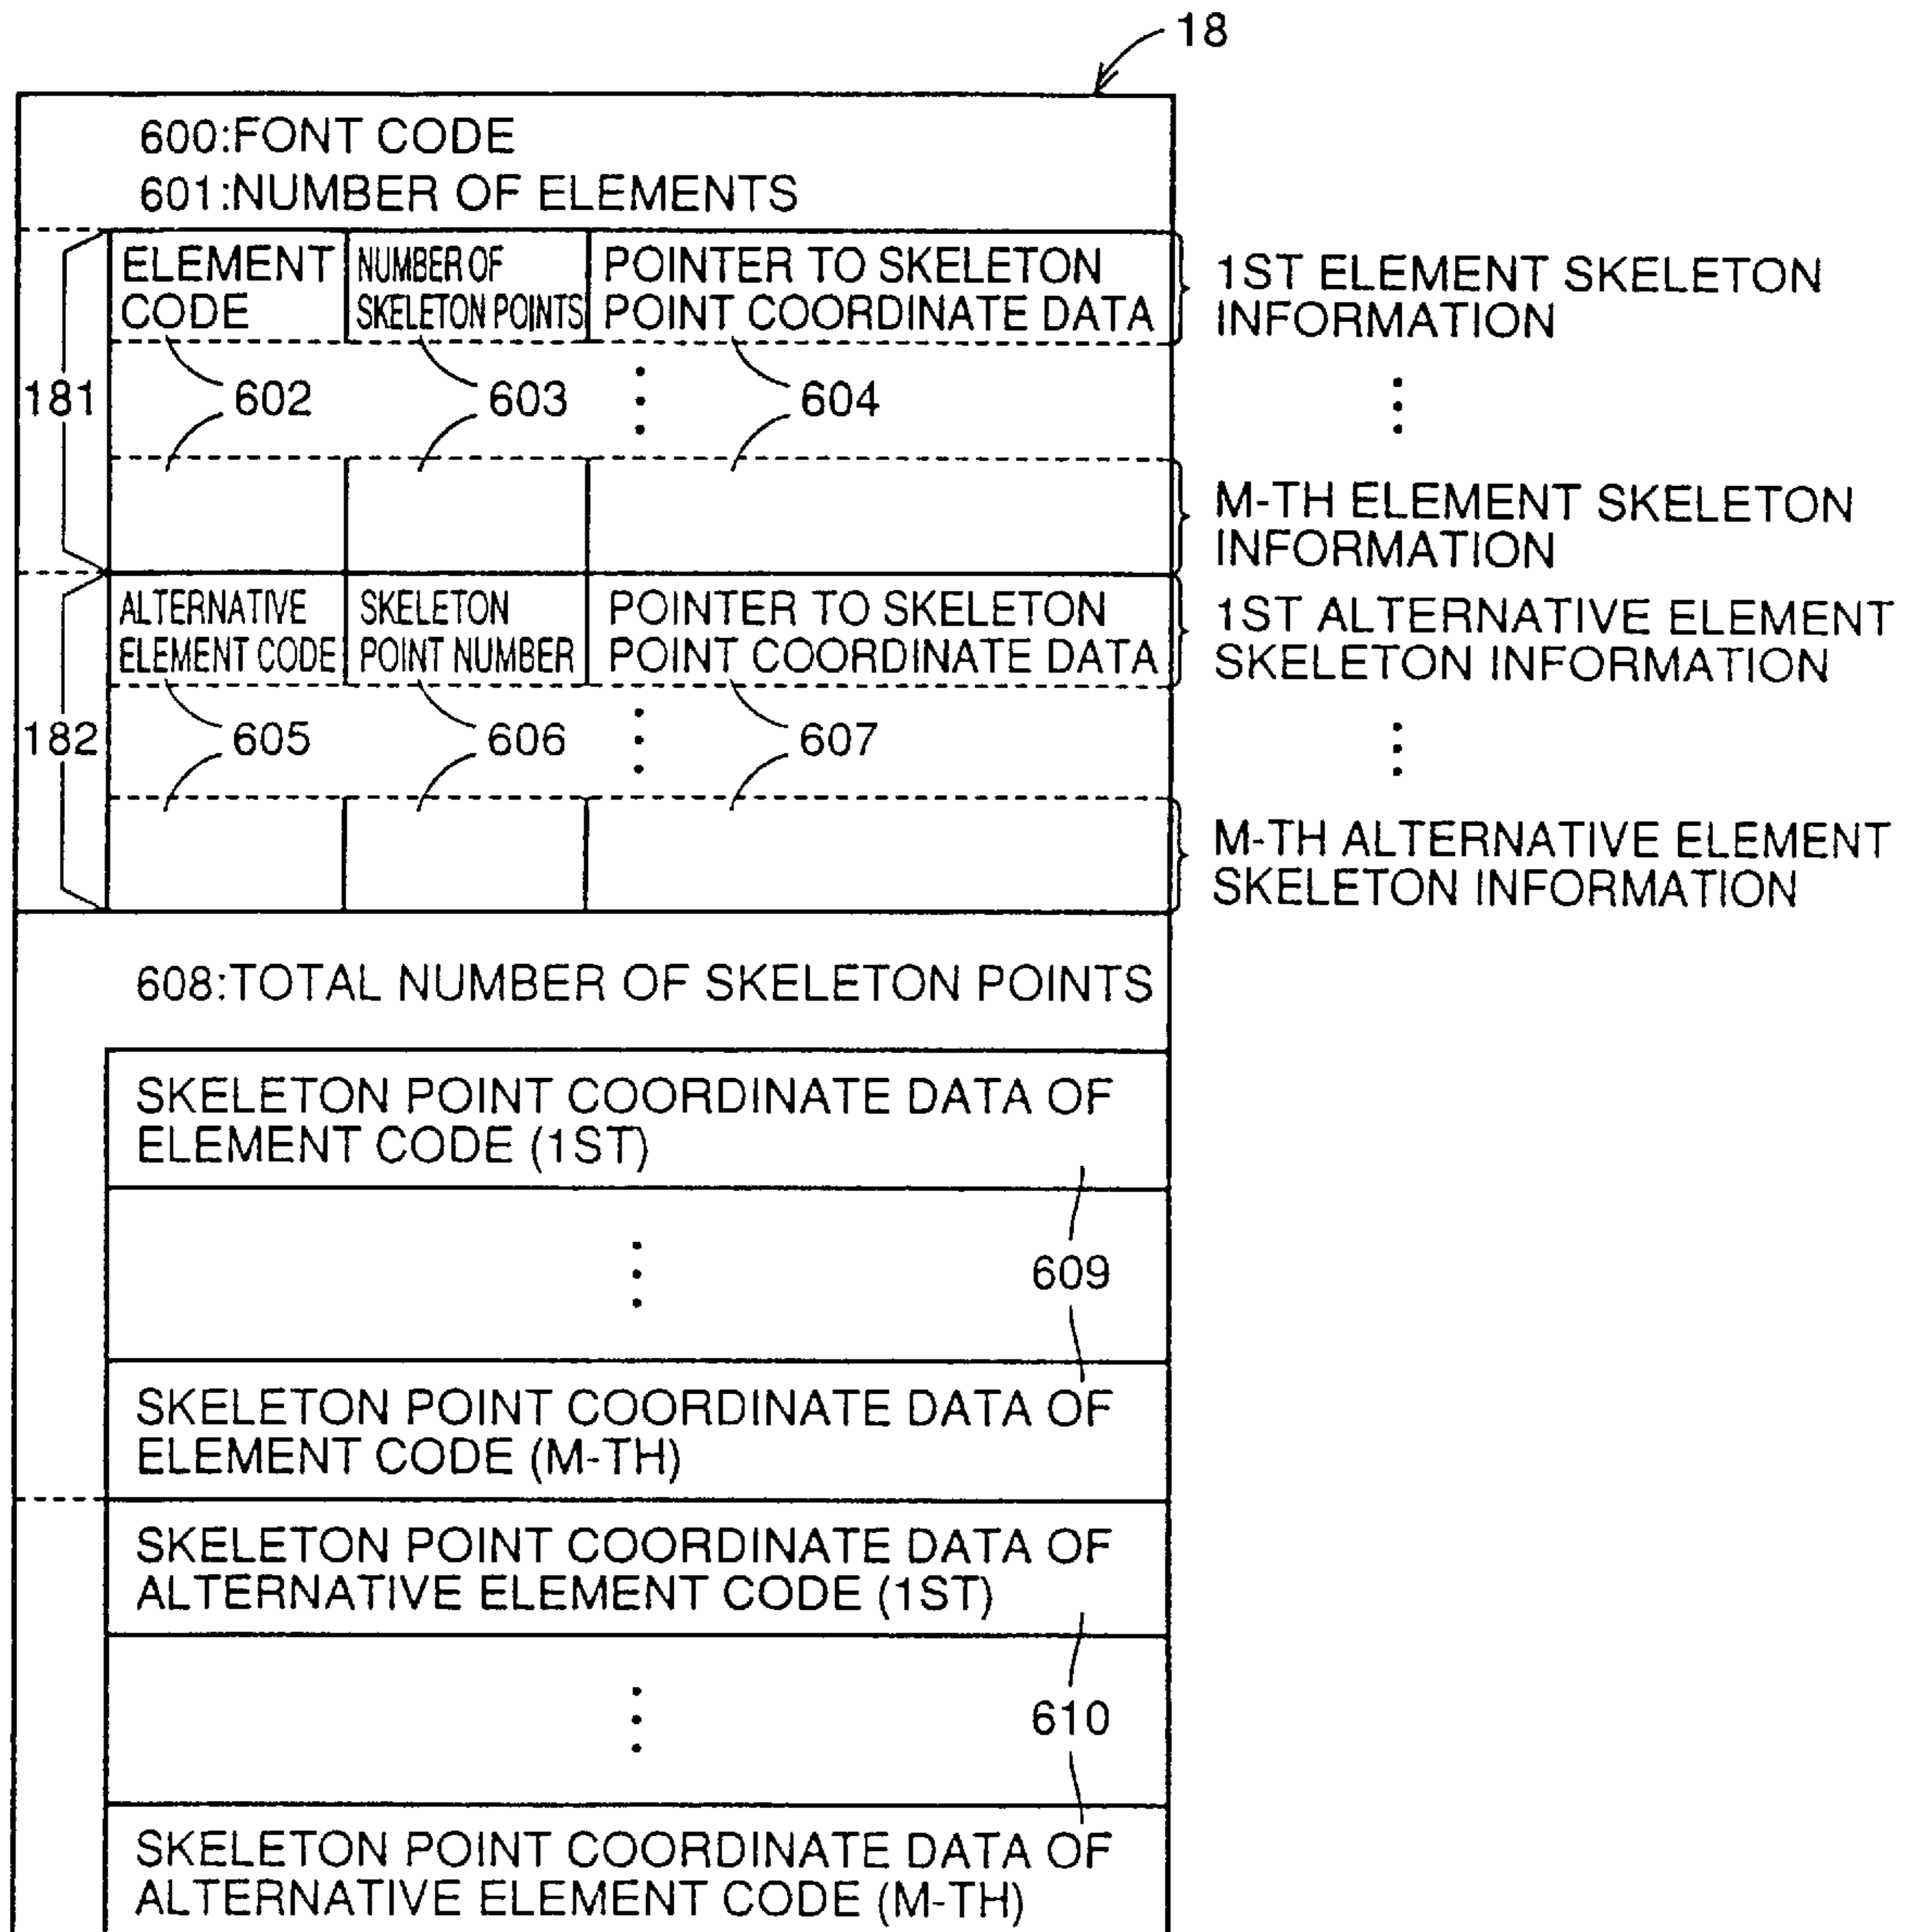 18
600:FONT CODE
601:NUMBER OF ELEMENTS
ELEMENT
CODE
NUMBER OF
SKELETON POINTS
POINTER TO SKELETON
POINT COORDINATE DATA
1ST ELEMENT SKELETON
INFORMATION
181
602
603
604
M-TH ELEMENT SKELETON
INFORMATION
ALTERNATIVE
ELEMENT CODE
SKELETON
POINT NUMBER
POINTER TO SKELETON
POINT COORDINATE DATA
1ST ALTERNATIVE ELEMENT
SKELETON INFORMATION
182
605
606
607
M-TH ALTERNATIVE ELEMENT
SKELETON INFORMATION
608:TOTAL NUMBER OF SKELETON POINTS
SKELETON POINT COORDINATE DATA OF
ELEMENT CODE (1ST)
609
SKELETON POINT COORDINATE DATA OF
ELEMENT CODE (M-TH)
SKELETON POINT COORDINATE DATA OF
ALTERNATIVE ELEMENT CODE (1ST)
610
SKELETON POINT COORDINATE DATA OF
ALTERNATIVE ELEMENT CODE (M-TH)